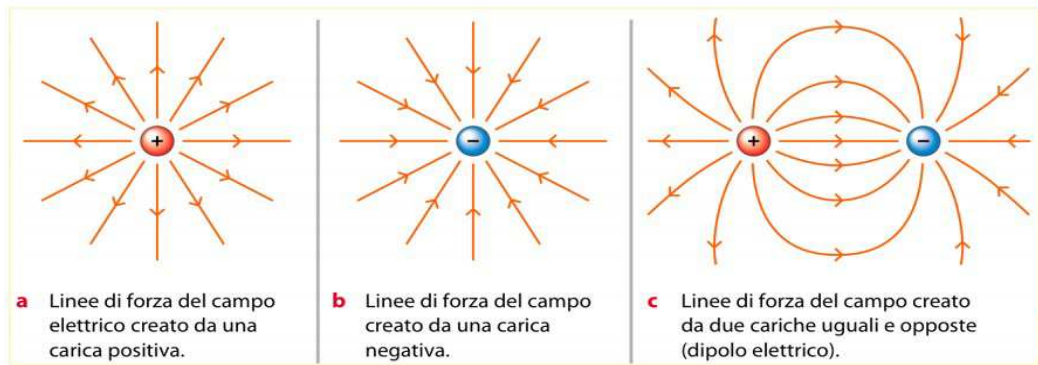 +
−
+
−
a Linee di forza del campo
elettrico creato da una
carica positiva.
b Linee di forza del campo
creato da una carica
negativa.
c Linee di forza del campo creato
da due cariche uguali e opposte
(dipolo elettrico).